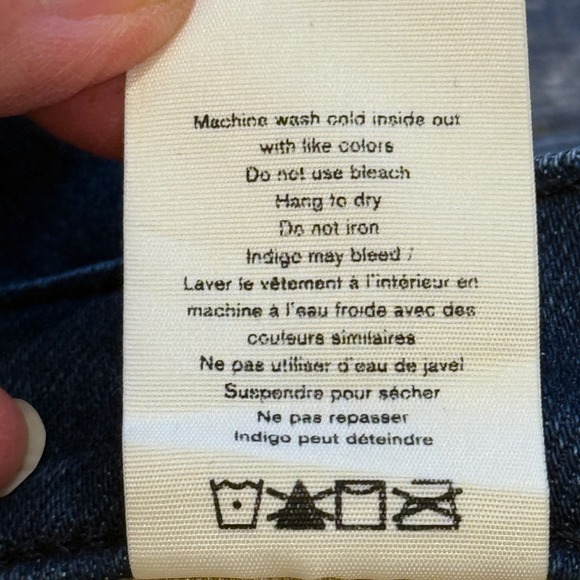 Machine wash cold inside out
with like colors
Do not use bleach
Hang to dry
Do not iron
Indigo may bleed /
Laver le vêtement à l'intérieur en
machine à l'eau froide avec des
couleurs similaires
Ne pas utiliser d'eau de javel
Suspendre pour sécher
Ne pas repasser
Indigo peut déteindre